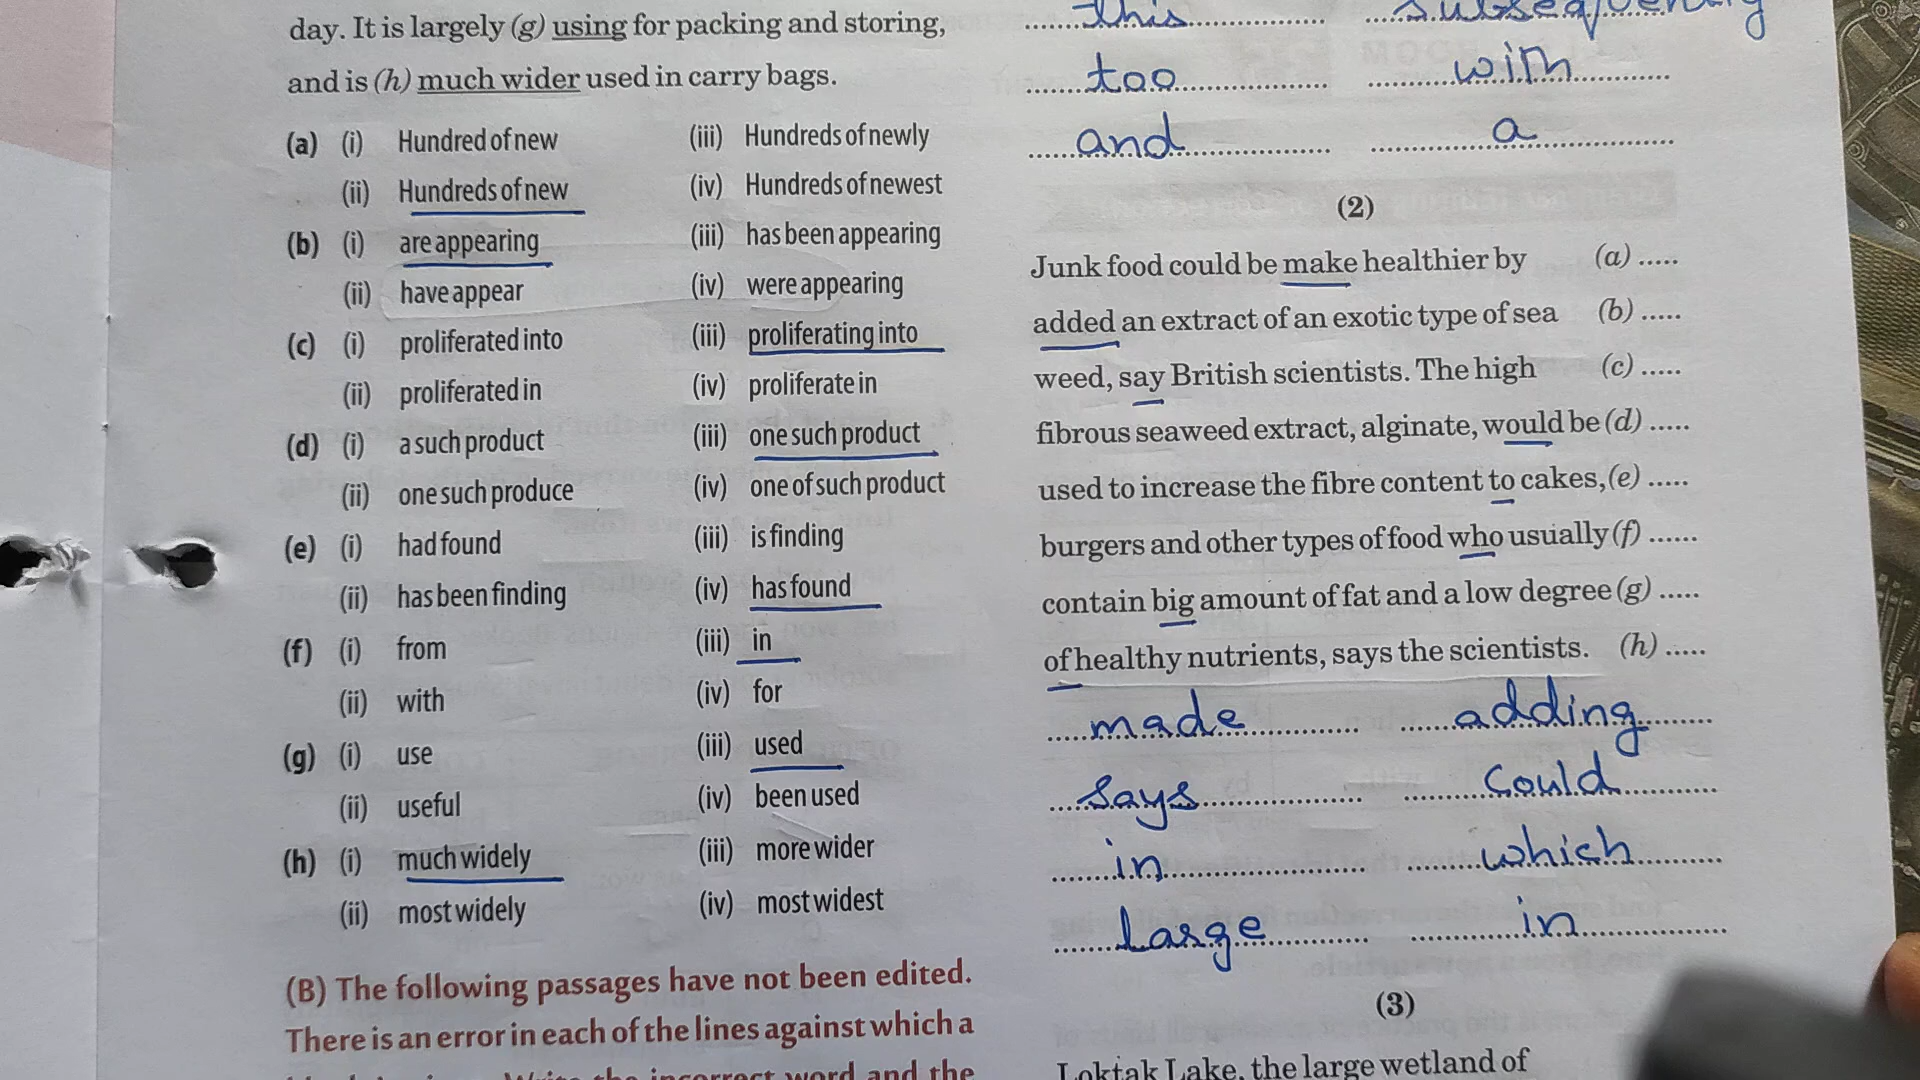 day. It is largely (g) using for packing and storing,
and is (h) much wider used in carry bags.
(a) (i) Hundred of new (iii) Hundreds of newly
(ii) Hundreds of new (iv) Hundreds of newest
(b) (i) are appearing (iii) has been appearing
(ii) have appear (iv) were appearing
(c) (i) proliferated into (iii) proliferating into
(ii) proliferated in (iv) proliferate in
(d) (i) a such product (iii) one such product
(ii) one such produce (iv) one of such product
(e) (i) had found (iii) is finding
(ii) has been finding (iv) has found
(f) (i) from (iii) in
(ii) with (iv) for
(g) (i) use (iii) used
(ii) useful (iv) been used
(h) (i) much widely (iii) more wider
(ii) most widely (iv) most widest
(B) The following passages have not been edited.
There is an error in each of the lines against which a
Write the incorrect word and the
this
too with
and a
(2)
Junk food could be make healthier by (a) .....
added an extract of an exotic type of sea (b) .....
weed, say British scientists. The high (c) .....
fibrous seaweed extract, alginate, would be (d) .....
used to increase the fibre content to cakes, (e) .....
burgers and other types of food who usually (f) ......
contain big amount of fat and a low degree (g) .....
of healthy nutrients, says the scientists. (h) .....
made adding
says could
in which
large in
(3)
Loktak Lake, the large wetland of